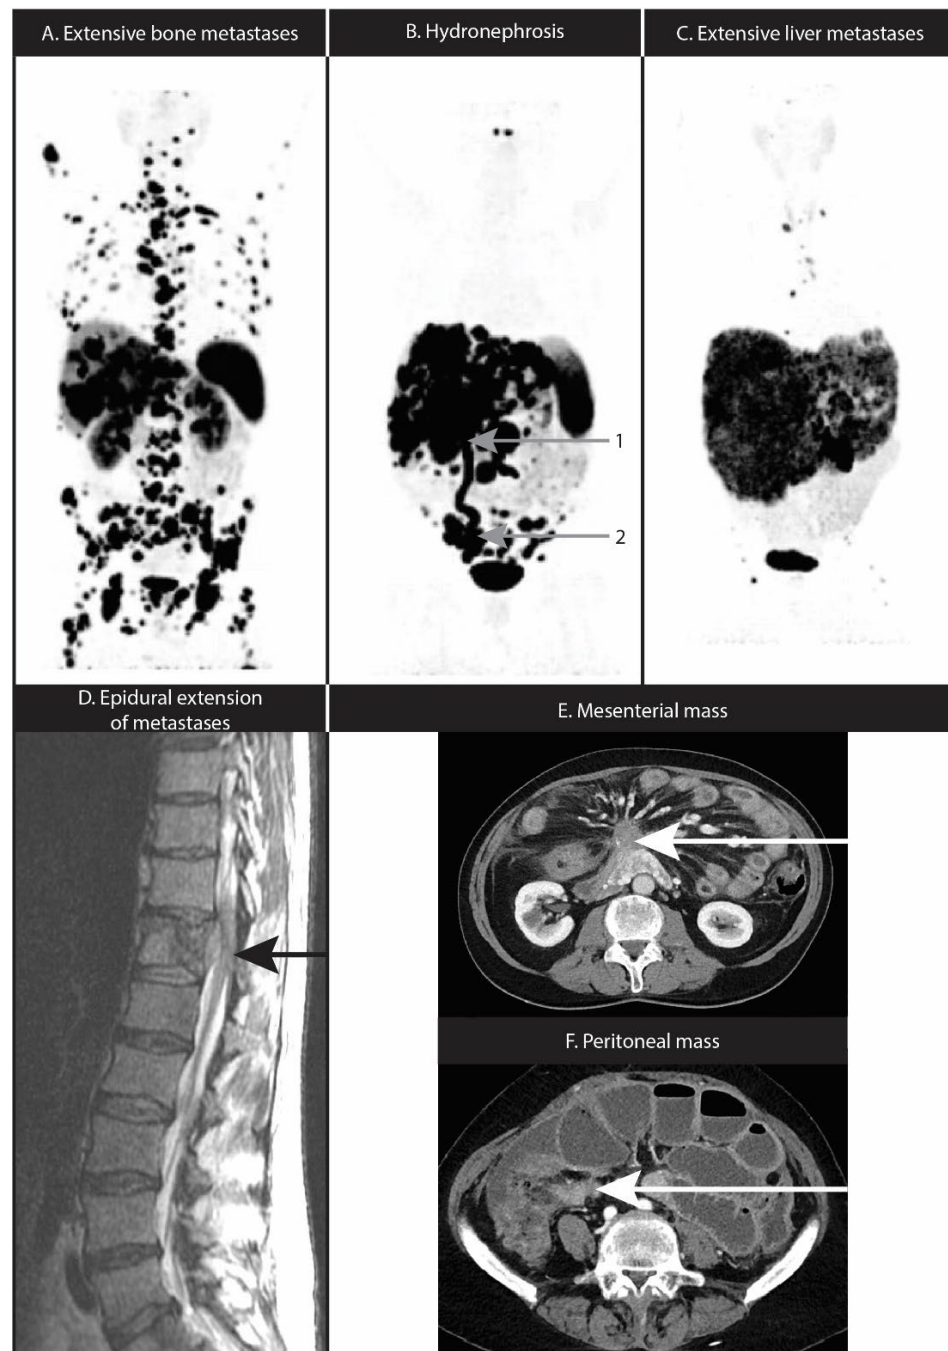 A. Extensive bone metastases
B. Hydronephrosis
C. Extensive liver metastases
1
2
D. Epidural extension
of metastases
E. Mesenterial mass
F. Peritoneal mass